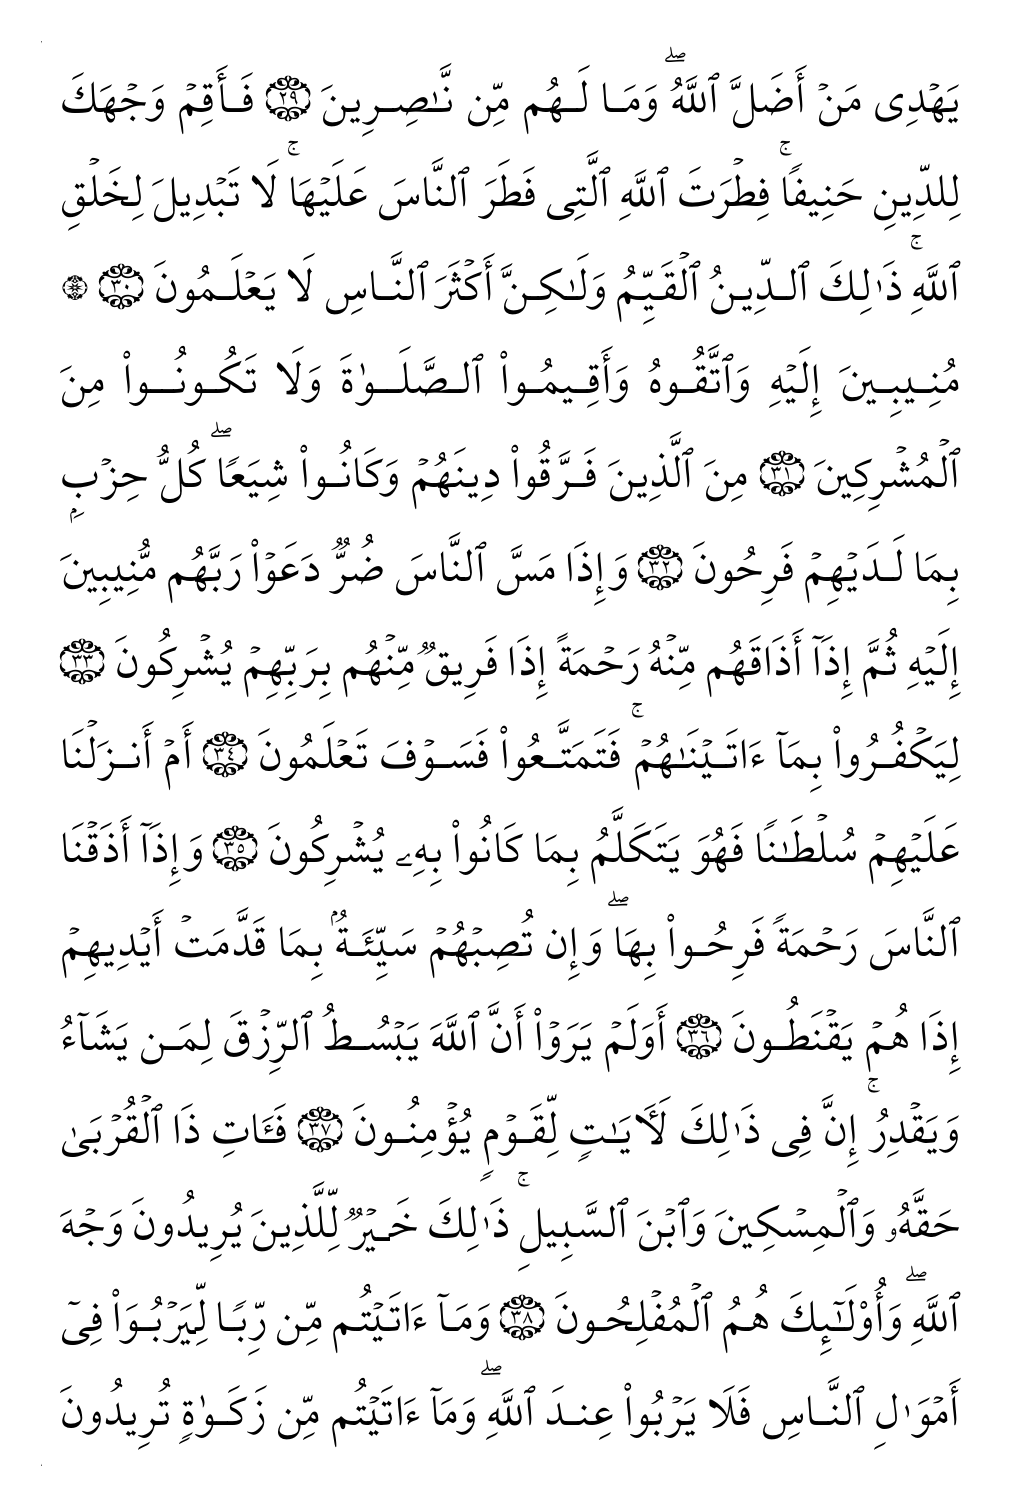 يَهۡدِي مَنۡ أَضَلَّ ٱللَّهُۖ وَمَا لَهُم مِّن نَّٰصِرِينَ ٢٩ فَأَقِمۡ وَجۡهَكَ
لِلدِّينِ حَنِيفٗاۚ فِطۡرَتَ ٱللَّهِ ٱلَّتِي فَطَرَ ٱلنَّاسَ عَلَيۡهَاۚ لَا تَبۡدِيلَ لِخَلۡقِ
ٱللَّهِۚ ذَٰلِكَ ٱلدِّينُ ٱلۡقَيِّمُ وَلَٰكِنَّ أَكۡثَرَ ٱلنَّاسِ لَا يَعۡلَمُونَ ٣٠ ۞
مُنِيبِينَ إِلَيۡهِ وَٱتَّقُوهُ وَأَقِيمُواْ ٱلصَّلَوٰةَ وَلَا تَكُونُواْ مِنَ
ٱلۡمُشۡرِكِينَ ٣١ مِنَ ٱلَّذِينَ فَرَّقُواْ دِينَهُمۡ وَكَانُواْ شِيَعٗاۖ كُلُّ حِزۡبِۭ
بِمَا لَدَيۡهِمۡ فَرِحُونَ ٣٢ وَإِذَا مَسَّ ٱلنَّاسَ ضُرّٞ دَعَوۡاْ رَبَّهُم مُّنِيبِينَ
إِلَيۡهِ ثُمَّ إِذَآ أَذَاقَهُم مِّنۡهُ رَحۡمَةً إِذَا فَرِيقٞ مِّنۡهُم بِرَبِّهِمۡ يُشۡرِكُونَ ٣٣
لِيَكۡفُرُواْ بِمَآ ءَاتَيۡنَٰهُمۡۚ فَتَمَتَّعُواْ فَسَوۡفَ تَعۡلَمُونَ ٣٤ أَمۡ أَنزَلۡنَا
عَلَيۡهِمۡ سُلۡطَٰنٗا فَهُوَ يَتَكَلَّمُ بِمَا كَانُواْ بِهِۦ يُشۡرِكُونَ ٣٥ وَإِذَآ أَذَقۡنَا
ٱلنَّاسَ رَحۡمَةٗ فَرِحُواْ بِهَاۖ وَإِن تُصِبۡهُمۡ سَيِّئَةُۢ بِمَا قَدَّمَتۡ أَيۡدِيهِمۡ
إِذَا هُمۡ يَقۡنَطُونَ ٣٦ أَوَلَمۡ يَرَوۡاْ أَنَّ ٱللَّهَ يَبۡسُطُ ٱلرِّزۡقَ لِمَن يَشَآءُ
وَيَقۡدِرُۚ إِنَّ فِي ذَٰلِكَ لَأٓيَٰتٖ لِّقَوۡمٖ يُؤۡمِنُونَ ٣٧ فَـَٔاتِ ذَا ٱلۡقُرۡبَىٰ
حَقَّهُۥ وَٱلۡمِسۡكِينَ وَٱبۡنَ ٱلسَّبِيلِۚ ذَٰلِكَ خَيۡرٞ لِّلَّذِينَ يُرِيدُونَ وَجۡهَ
ٱللَّهِۖ وَأُوْلَٰٓئِكَ هُمُ ٱلۡمُفۡلِحُونَ ٣٨ وَمَآ ءَاتَيۡتُم مِّن رِّبٗا لِّيَرۡبُوَاْ فِيٓ
أَمۡوَٰلِ ٱلنَّاسِ فَلَا يَرۡبُواْ عِندَ ٱللَّهِۖ وَمَآ ءَاتَيۡتُم مِّن زَكَوٰةٖ تُرِيدُونَ